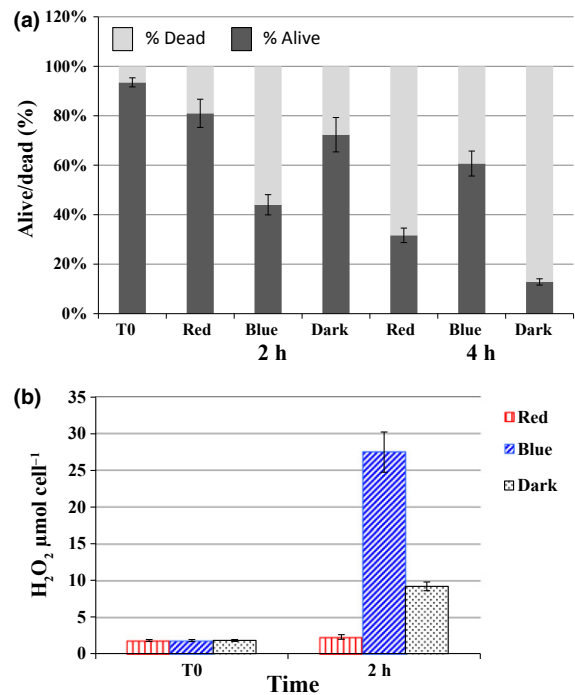 (a)
% Dead % Alive
120%
100%
80%
60%
40%
20%
0%
Alive/dead (%)
T0 Red Blue Dark Red Blue Dark
2 h 4 h
(b)
35
30
25
20
15
10
5
0
H₂O₂ µmol cell⁻¹
T0 2 h
Time
Red
Blue
Dark